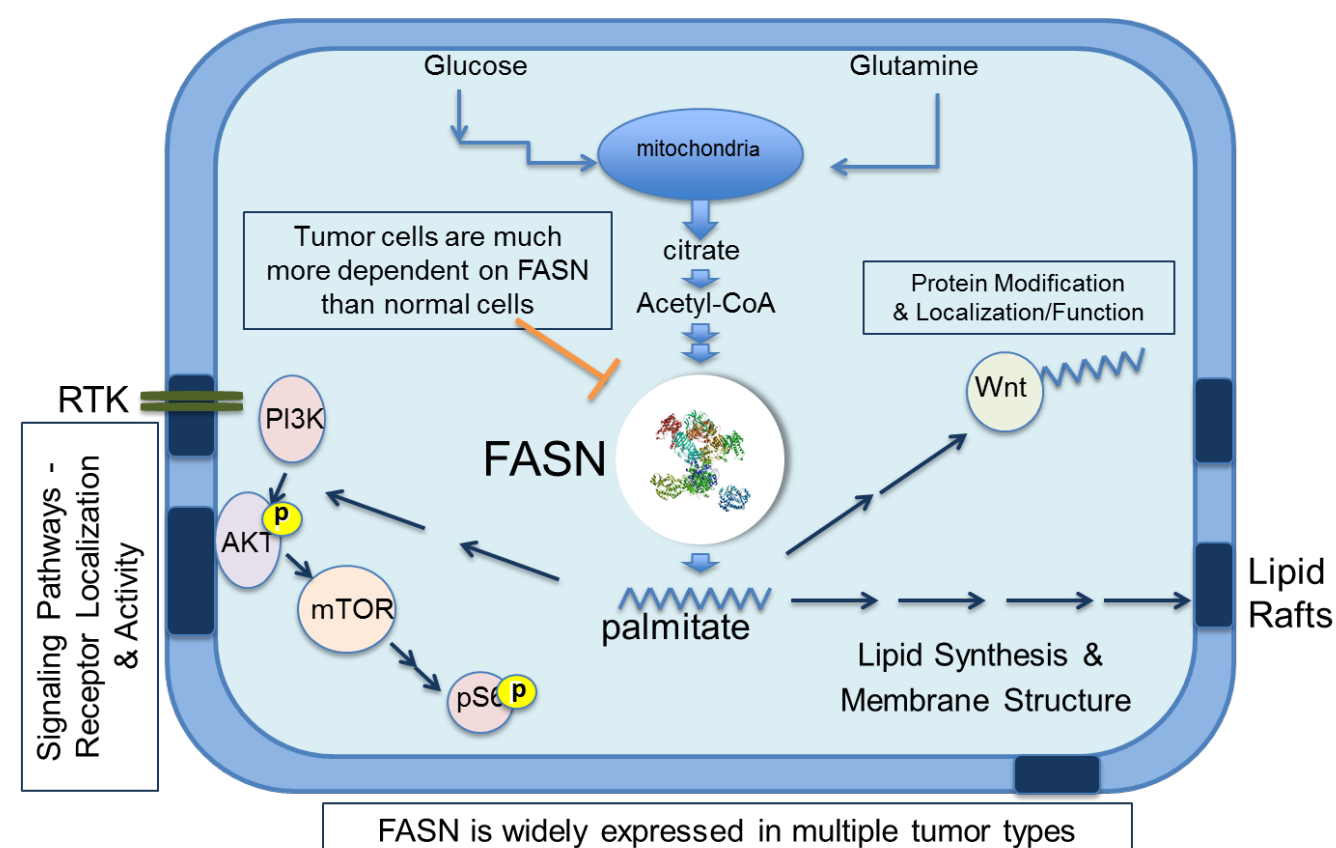 Glucose
Glutamine
mitochondria
citrate
Acetyl-CoA
Tumor cells are much
more dependent on FASN
than normal cells
Protein Modification
& Localization/Function
Wnt
RTK
PI3K
FASN
AKT
p
mTOR
pS6
p
palmitate
Lipid Synthesis &
Membrane Structure
Lipid
Rafts
Signaling Pathways -
Receptor Localization
& Activity
FASN is widely expressed in multiple tumor types